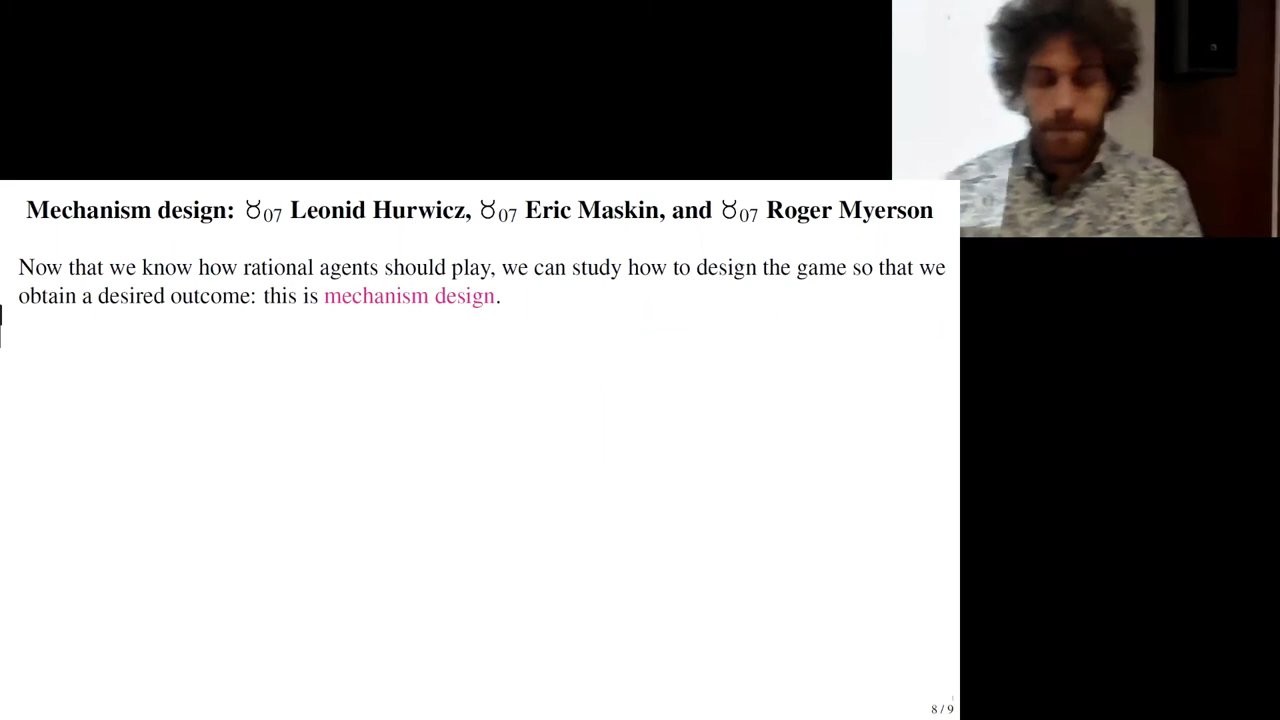 Mechanism design: ♉07 Leonid Hurwicz, ♉07 Eric Maskin, and ♉07 Roger Myerson
Now that we know how rational agents should play, we can study how to design the game so that we
obtain a desired outcome: this is mechanism design.
8 / 9